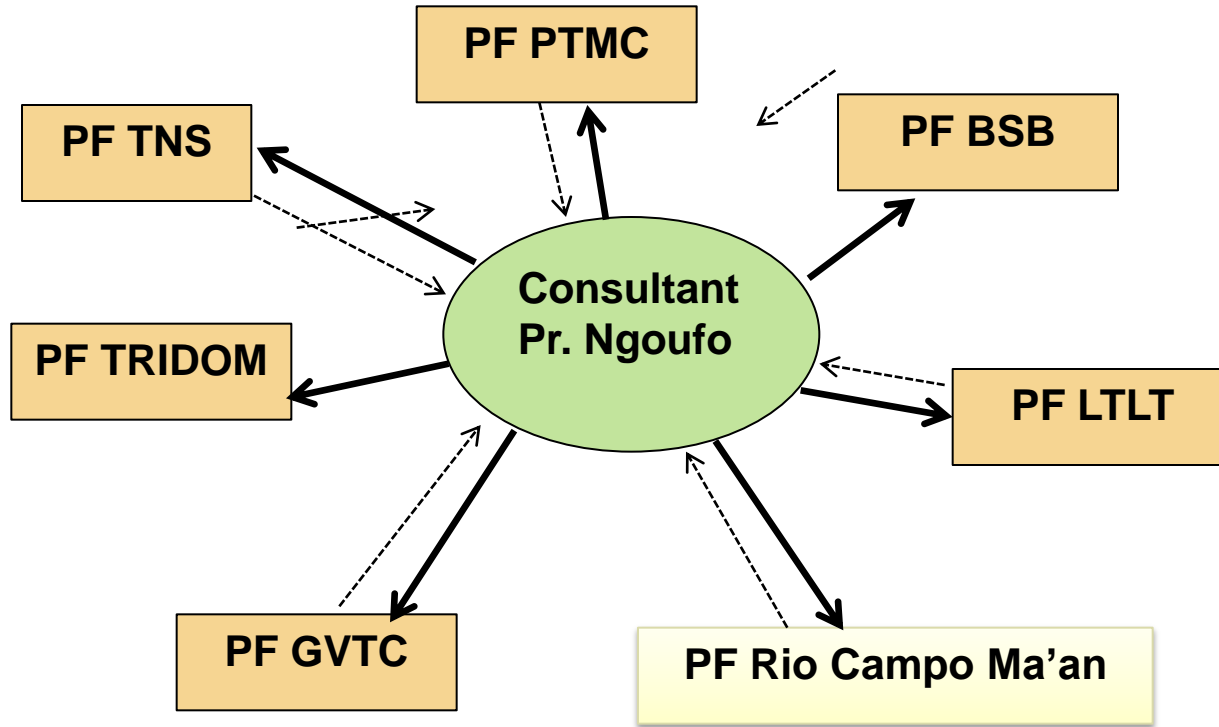 PF PTMC
PF TNS
PF BSB
Consultant
Pr. Ngoufo
PF TRIDOM
PF LTLT
PF GVTC
PF Rio Campo Ma’an